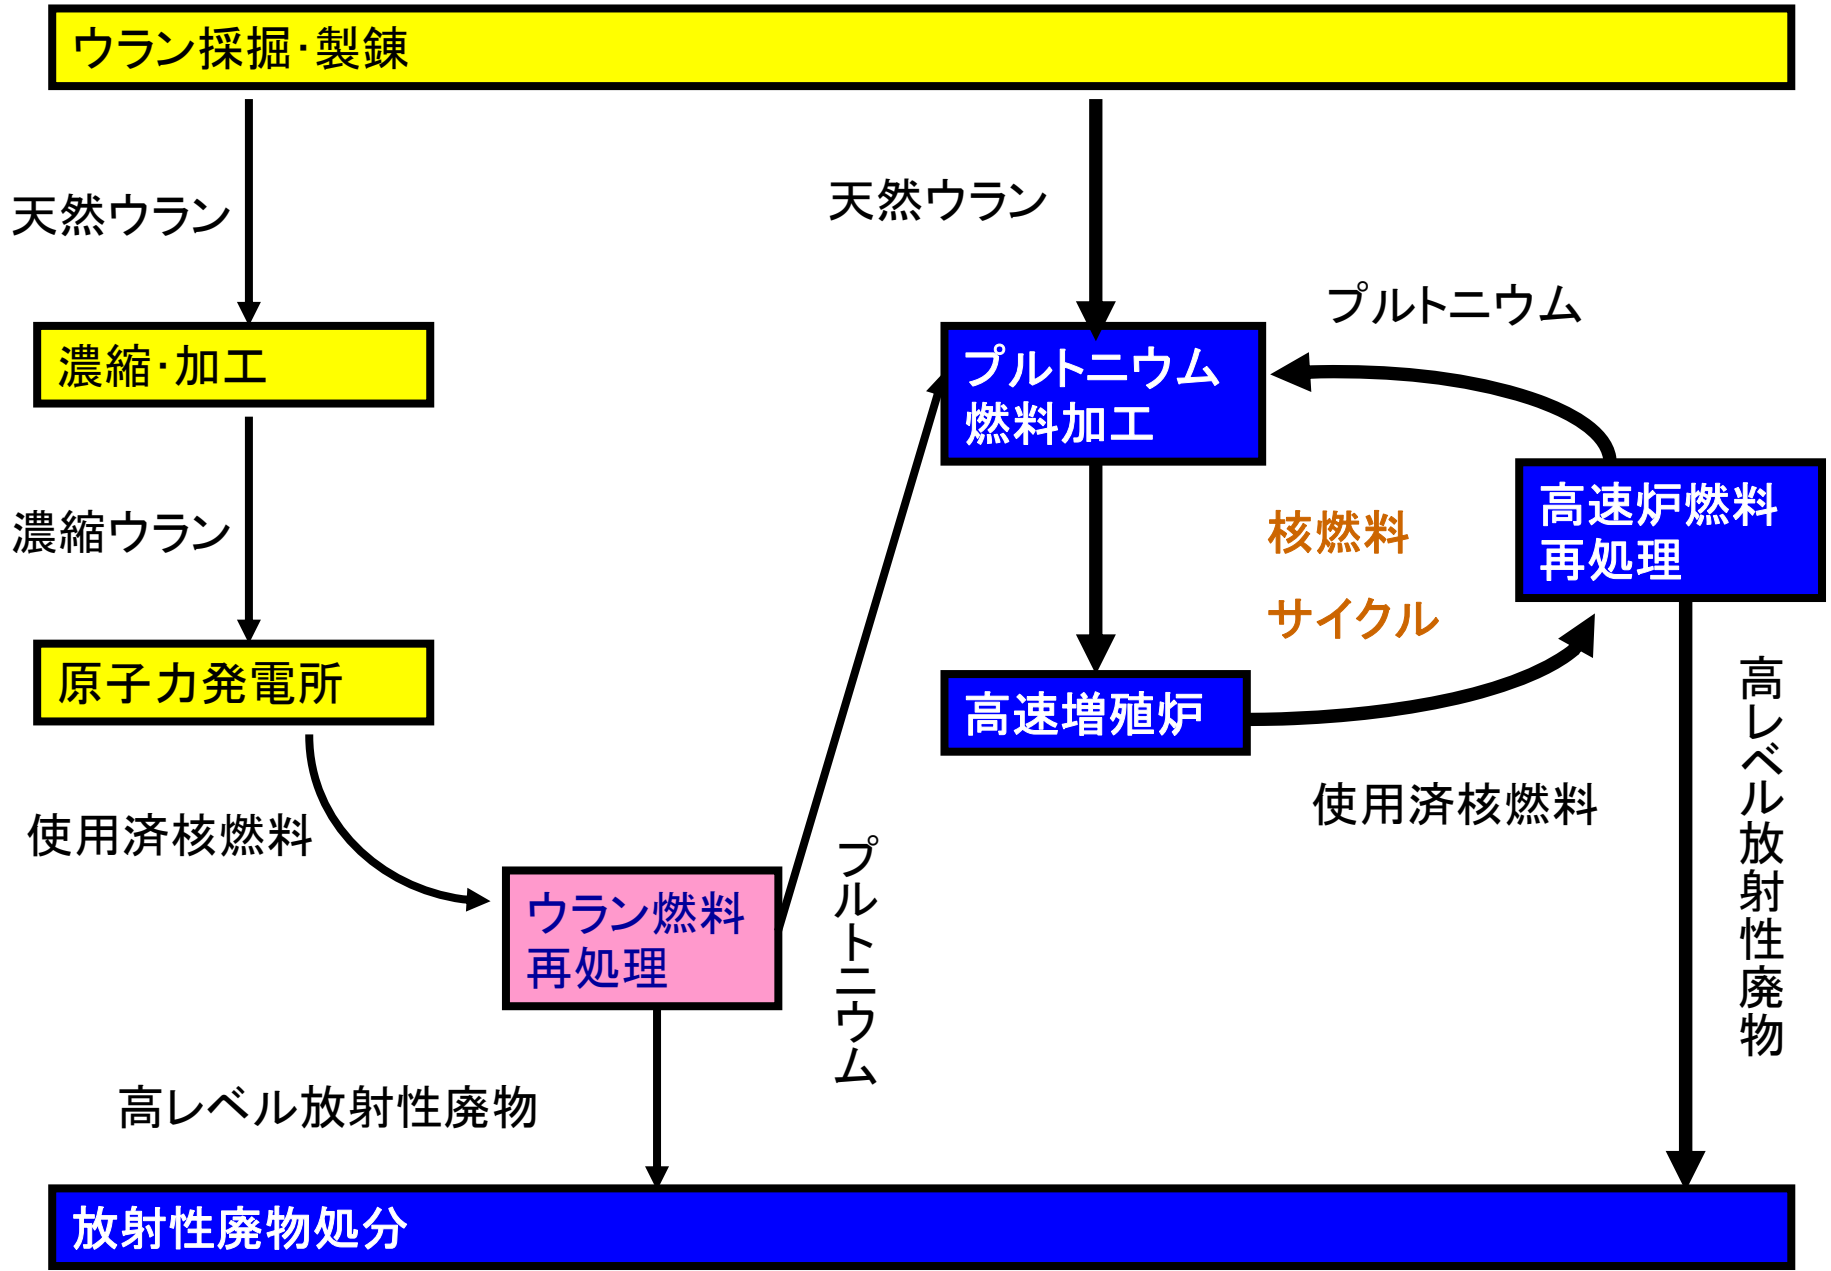 ウラン採掘・製錬
天然ウラン
天然ウラン
プルトニウム
濃縮・加工
プルトニウム
燃料加工
高速炉燃料
再処理
核燃料
サイクル
濃縮ウラン
原子力発電所
高速増殖炉
使用済核燃料
使用済核燃料
高レベル放射性廃物
プルトニウム
ウラン燃料
再処理
高レベル放射性廃物
放射性廃物処分